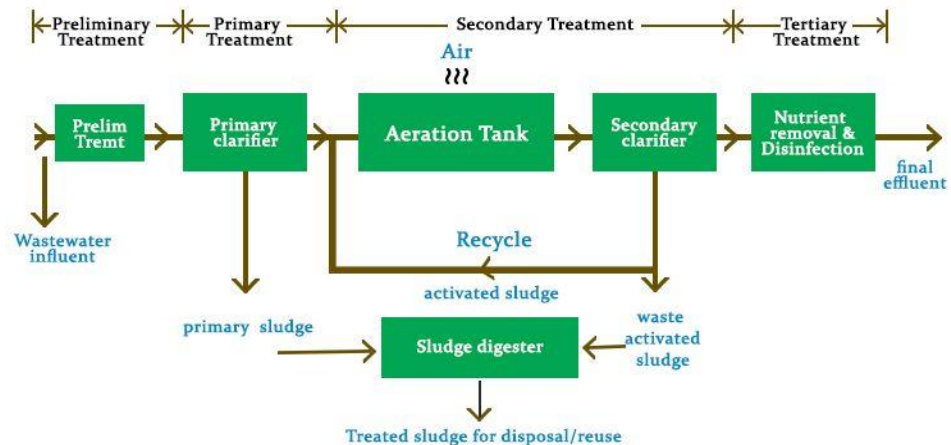 Preliminary
Treatment
Primary
Treatment
Secondary Treatment
Tertiary
Treatment
Air
Prelim
Tremt
Primary
clarifier
Aeration Tank
Secondary
clarifier
Nutrient
removal &
Disinfection
final
effluent
Wastewater
influent
Recycle
activated sludge
primary sludge
Sludge digester
waste
activated
sludge
Treated sludge for disposal/reuse